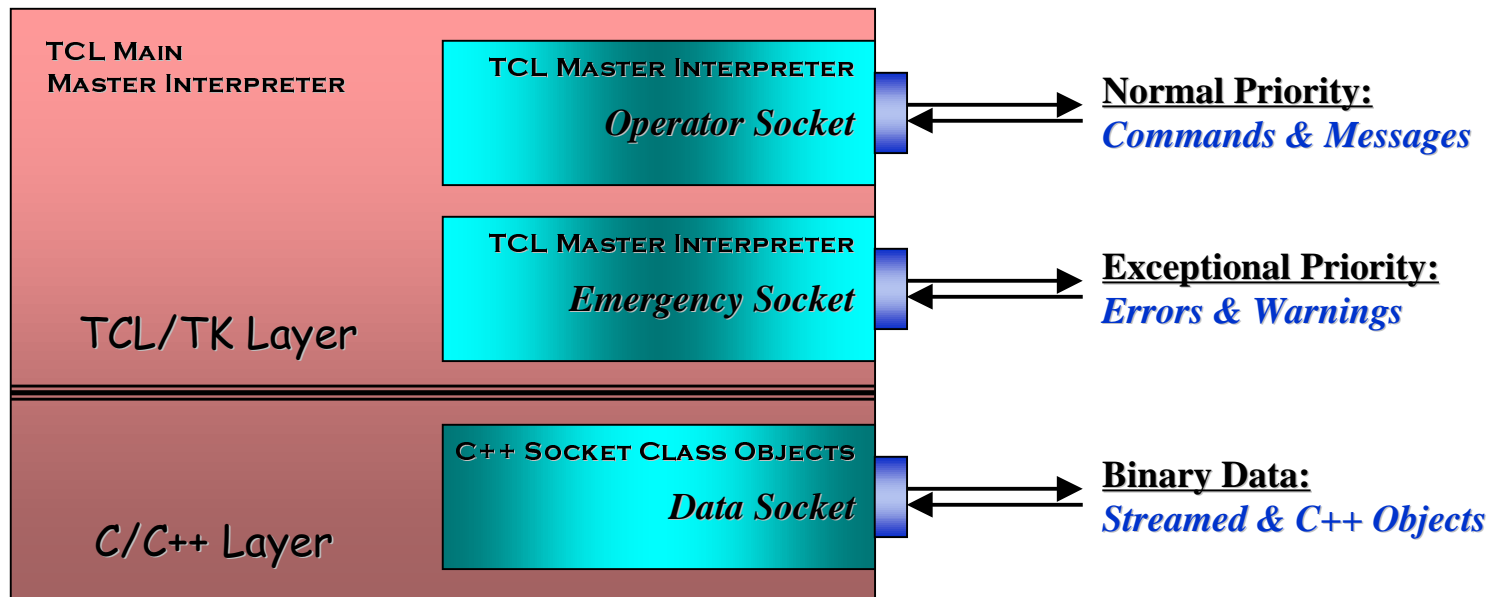 TCL Main
Master Interpreter
TCL Master Interpreter
Operator Socket
Normal Priority:
Commands & Messages
TCL Master Interpreter
Emergency Socket
Exceptional Priority:
Errors & Warnings
TCL/TK Layer
C++ Socket Class Objects
Data Socket
Binary Data:
Streamed & C++ Objects
C/C++ Layer